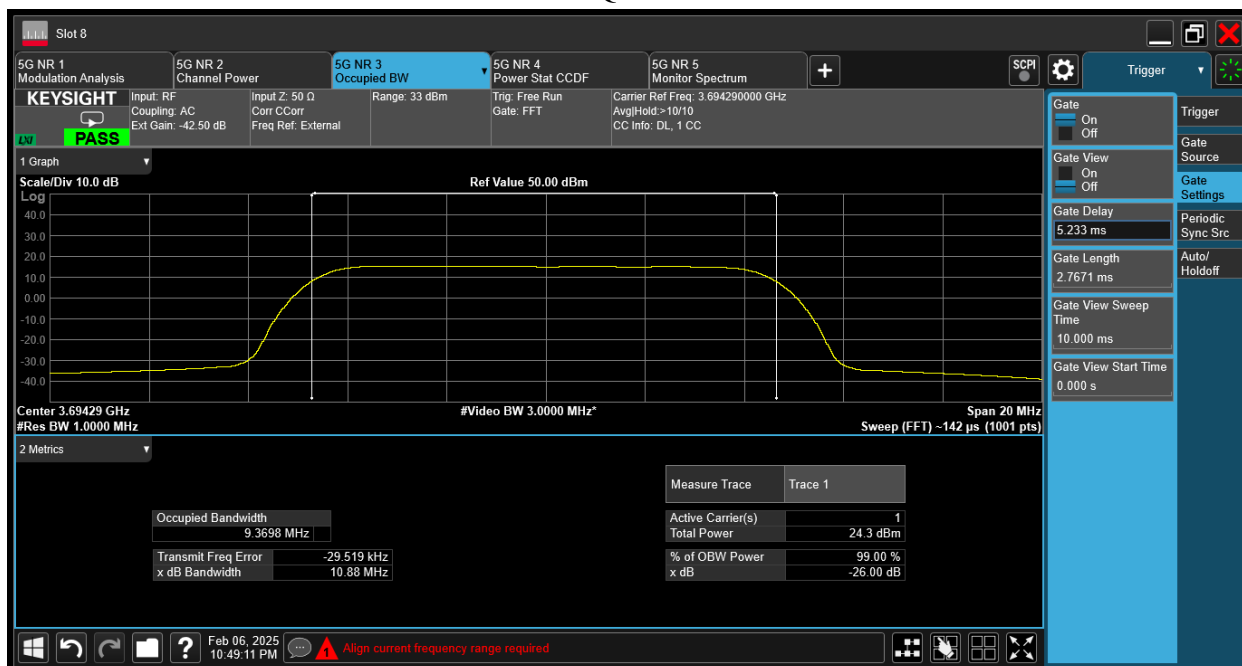 Slot 8
5G NR 1
Modulation Analysis
5G NR 2
Channel Power
5G NR 3
Occupied BW
5G NR 4
Power Stat CCDF
5G NR 5
Monitor Spectrum
+
SCPI
Trigger
KEYSIGHT
LXI
PASS
Input: RF
Coupling: AC
Ext Gain: -42.50 dB
Input Z: 50 Ω
Corr CCorr
Freq Ref: External
Range: 33 dBm
Trig: Free Run
Gate: FFT
Carrier Ref Freq: 3.694290000 GHz
Avg|Hold:>10/10
CC Info: DL, 1 CC
1 Graph
Scale/Div 10.0 dB
Ref Value 50.00 dBm
Log
40.0
30.0
20.0
10.0
0.00
-10.0
-20.0
-30.0
-40.0
Center 3.69429 GHz
#Video BW 3.0000 MHz*
Span 20 MHz
#Res BW 1.0000 MHz
Sweep (FFT) ~142 µs (1001 pts)
2 Metrics
Measure Trace Trace 1
Occupied Bandwidth
9.3698 MHz
Active Carrier(s) 1
Total Power 24.3 dBm
Transmit Freq Error -29.519 kHz
x dB Bandwidth 10.88 MHz
% of OBW Power 99.00 %
x dB -26.00 dB
Gate
On
Off
Gate View
On
Off
Gate Delay
5.233 ms
Gate Length
2.7671 ms
Gate View Sweep
Time
10.000 ms
Gate View Start Time
0.000 s
Trigger
Gate
Source
Gate
Settings
Periodic
Sync Src
Auto/
Holdoff
?
Feb 06, 2025
10:49:11 PM
1
Align current frequency range required